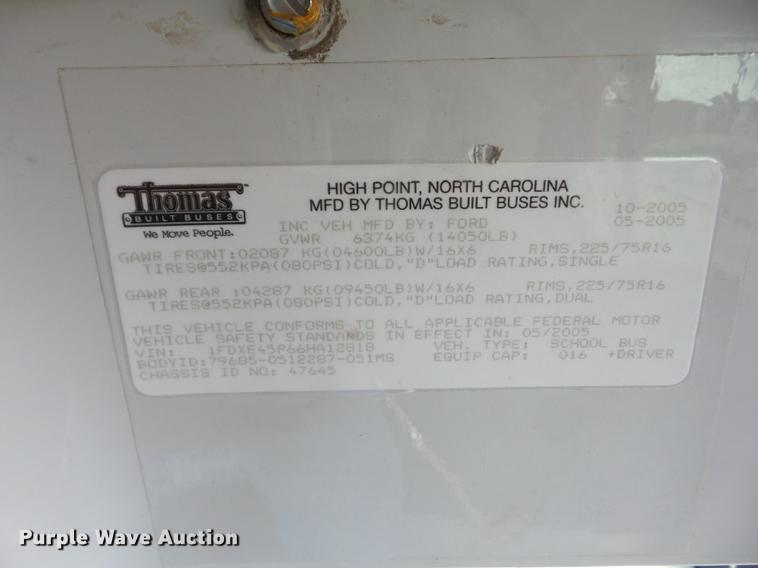 Thomas
BUILT BUSES
We Move People.
HIGH POINT, NORTH CAROLINA
MFD BY THOMAS BUILT BUSES INC.
10-2005
INC VEH MFD BY: FORD 05-2005
GVWR 6374KG (14050LB)
GAWR FRONT:02087 KG(04600LB)W/16X6 RIMS,225/75R16
TIRES@552KPA(080PSI)COLD,"D"LOAD RATING,SINGLE
GAWR REAR :04287 KG(09450LB)W/16X6 RIMS,225/75R16
TIRES@552KPA(080PSI)COLD,"D"LOAD RATING,DUAL
THIS VEHICLE CONFORMS TO ALL APPLICABLE FEDERAL MOTOR
VEHICLE SAFETY STANDARDS IN EFFECT IN: 05/2005
VIN: 1FDXE45P66HA12818 VEH. TYPE: SCHOOL BUS
BODYID:79685-0512287-051MS EQUIP CAP: 016 +DRIVER
CHASSIS ID NO: 47645
Purple Wave Auction